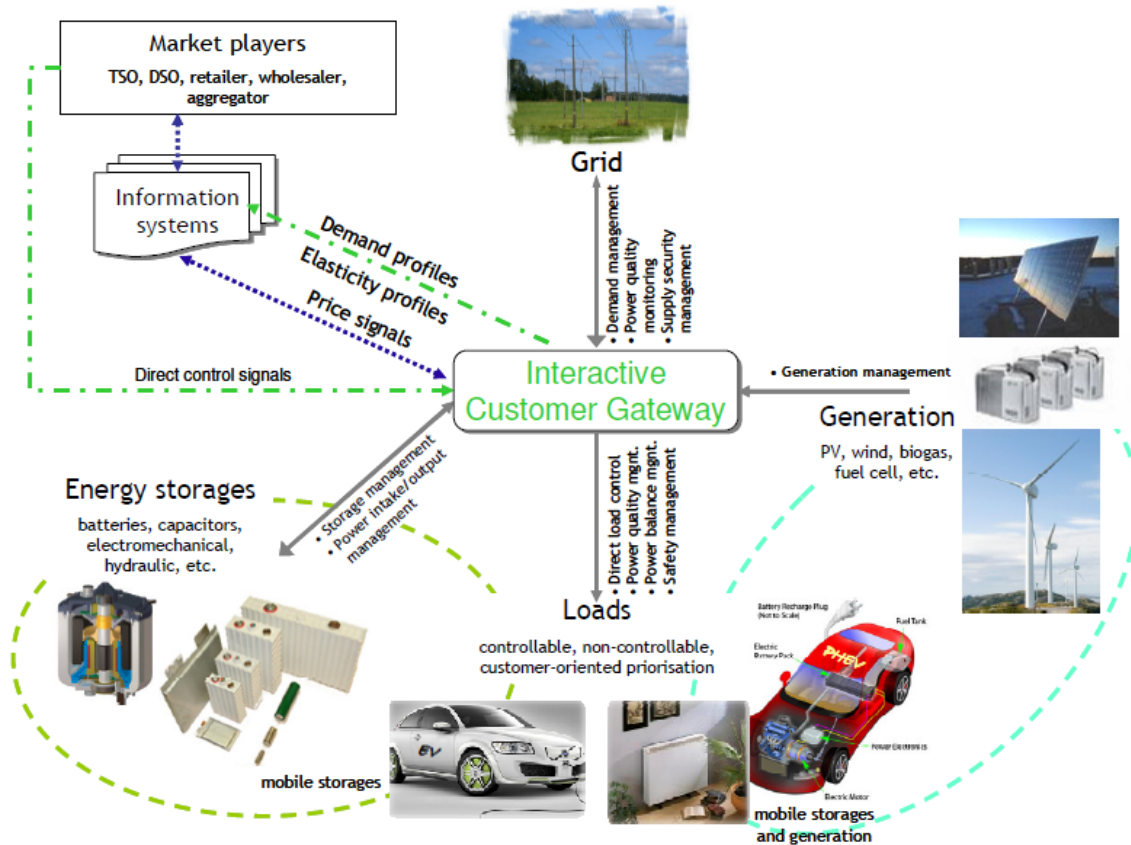 Market players
TSO, DSO, retailer, wholesaler,
aggregator
Information
systems
Demand profiles
Elasticity profiles
Price signals
Direct control signals
Grid
• Demand management
• Power quality
monitoring
• Supply security
management
Interactive
Customer Gateway
• Generation management
Generation
PV, wind, biogas,
fuel cell, etc.
Energy storages
batteries, capacitors,
electromechanical,
hydraulic, etc.
• Storage management
• Power intake/output
management
• Direct load control
• Power quality mgnt.
• Power balance mgnt.
• Safety management
Loads
controllable, non-controllable,
customer-oriented priorisation
mobile storages
EV
Battery Recharge Plug
(Not to Scale)
Fuel Tank
Electric
Battery Pack
PHEV
Power Electronics
Electric Motor
mobile storages
and generation